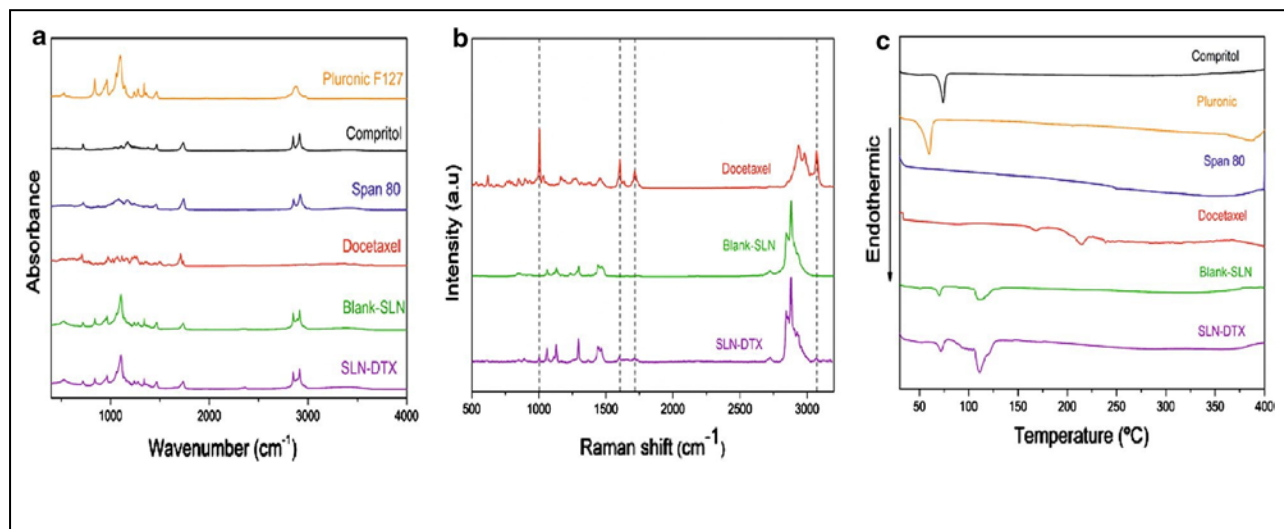 a
Absorbance
Pluronic F127
Compritol
Span 80
Docetaxel
Blank-SLN
SLN-DTX
1000 2000 3000 4000
Wavenumber (cm⁻¹)
b
Intensity (a.u)
Docetaxel
Blank-SLN
SLN-DTX
500 1000 1500 2000 2500 3000
Raman shift (cm⁻¹)
c
Endothermic
Compritol
Pluronic
Span 80
Docetaxel
Blank-SLN
SLN-DTX
50 100 150 200 250 300 350 400
Temperature (ºC)